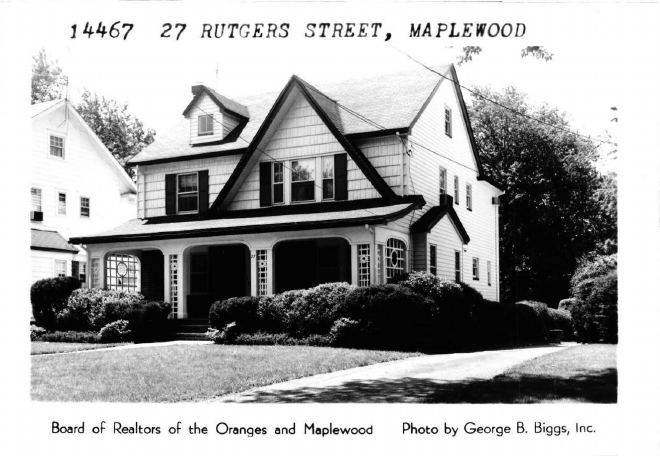 14467 27 RUTGERS STREET, MAPLEWOOD
Board of Realtors of the Oranges and Maplewood Photo by George B. Biggs, Inc.